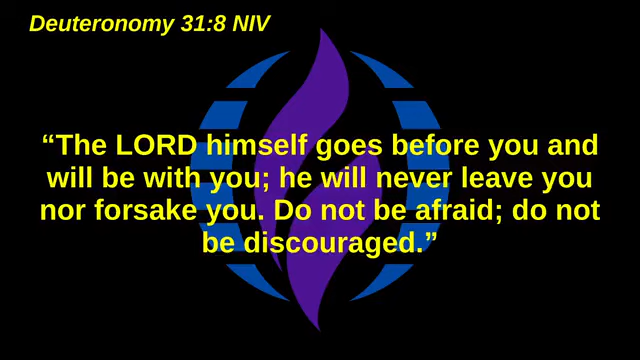 Deuteronomy 31:8 NIV
“The LORD himself goes before you and
will be with you; he will never leave you
nor forsake you. Do not be afraid; do not
be discouraged.”